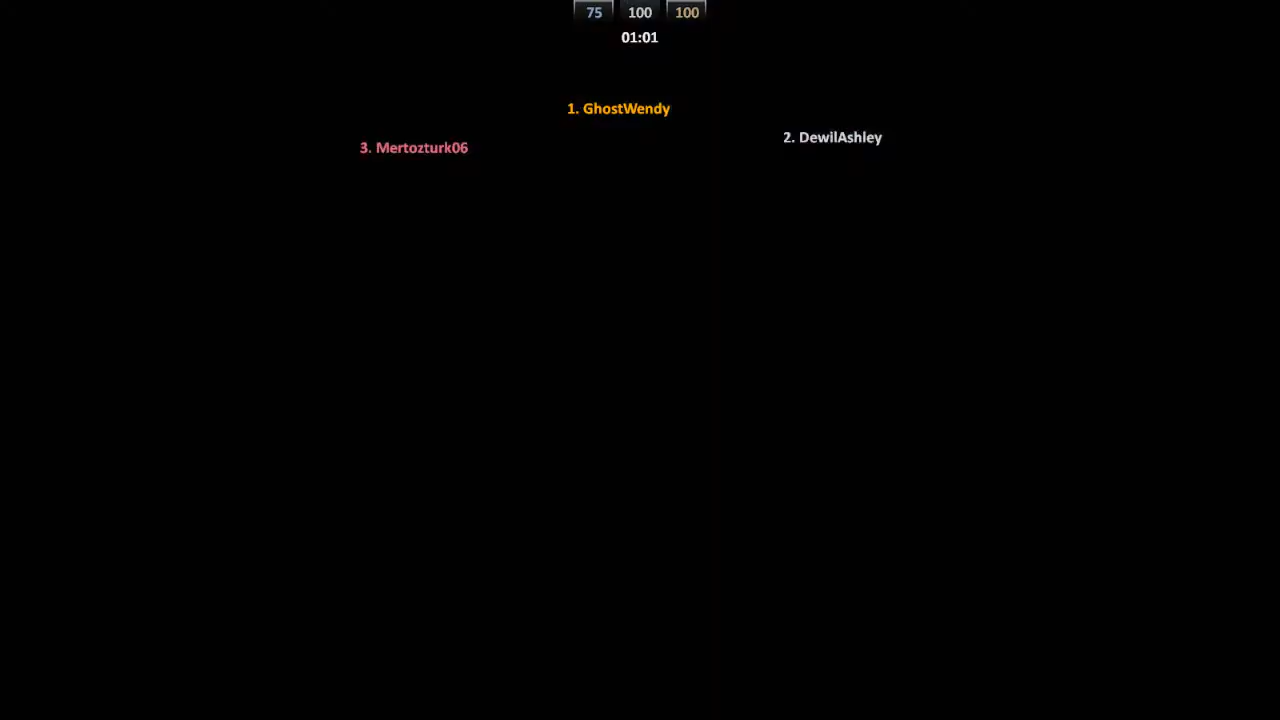 75 100 100
01:01
1. GhostWendy
2. DewilAshley
3. Mertozturk06